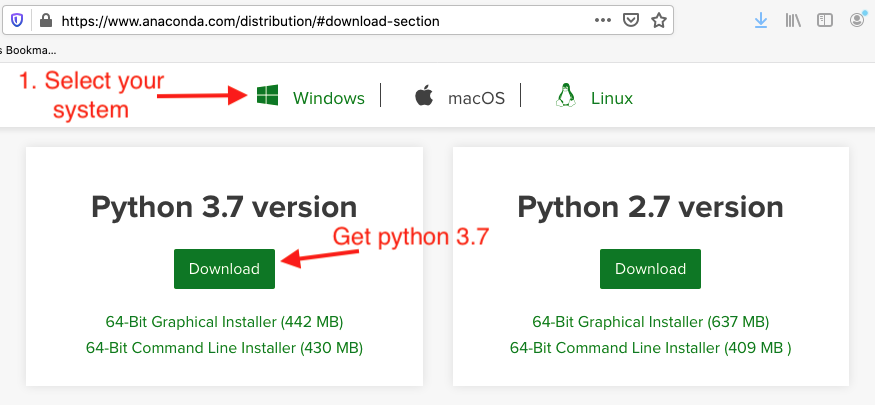 https://www.anaconda.com/distribution/#download-section
s Bookma...
1. Select your
system
Windows
macOS
Linux
Python 3.7 version
Get python 3.7
Download
64-Bit Graphical Installer (442 MB)
64-Bit Command Line Installer (430 MB)
Python 2.7 version
Download
64-Bit Graphical Installer (637 MB)
64-Bit Command Line Installer (409 MB )